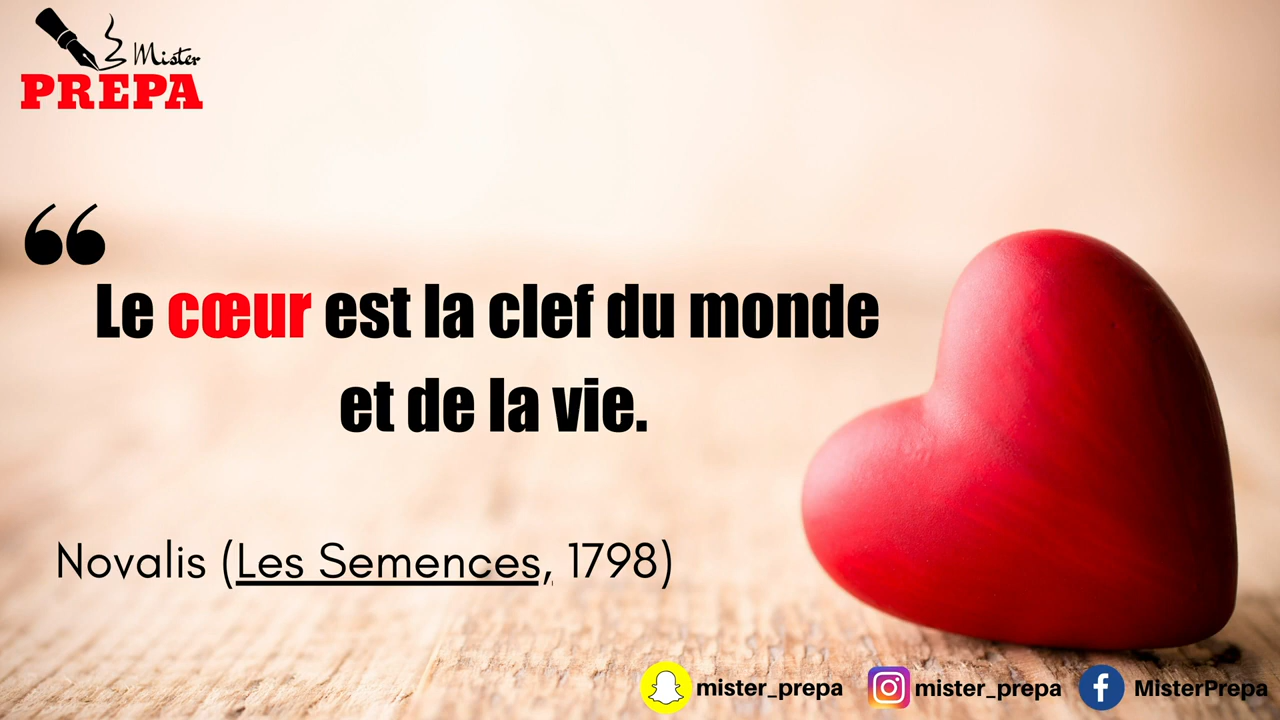 Mister
PREPA
“
Le cœur est la clef du monde
et de la vie.
Novalis (Les Semences, 1798)
mister_prepa mister_prepa MisterPrepa